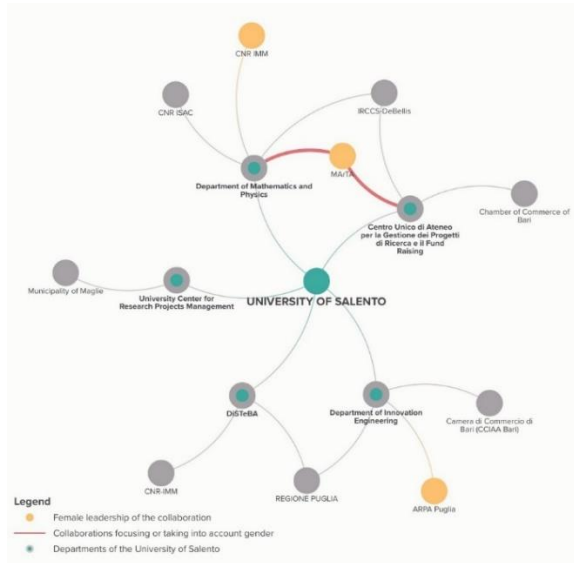 CNR IMM
CNR ISAC
IRCCS-DeBellis
MArTA
Department of Mathematics and
Physics
Chamber of Commerce of
Bari
Centro Unico di Ateneo
per la Gestione dei Progetti
di Ricerca e il Fund
Raising
Municipality of Maglie
University Center for
Research Projects Management
UNIVERSITY OF SALENTO
DiSTeBA
Department of Innovation
Engineering
Camera di Commercio di
Bari (CCIAA Bari)
CNR-IMM
REGIONE PUGLIA
ARPA Puglia
Legend
Female leadership of the collaboration
Collaborations focusing or taking into account gender
Departments of the University of Salento